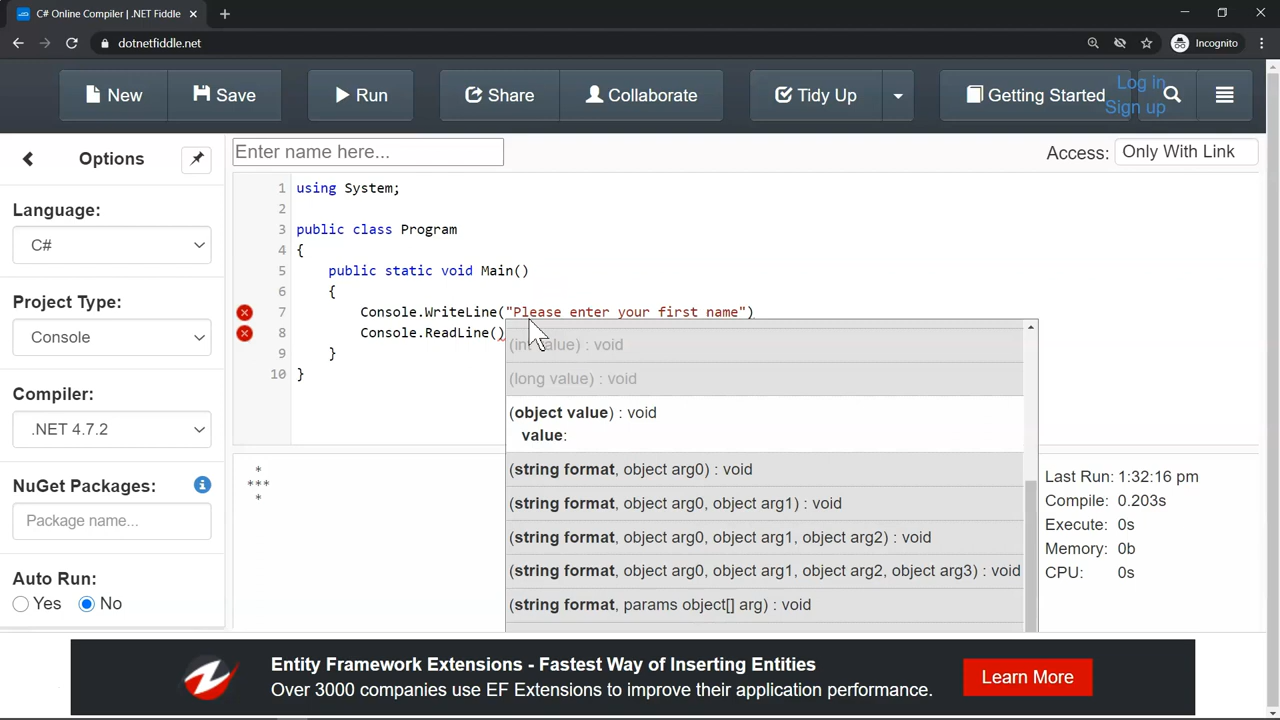 C# Online Compiler | .NET Fiddle
dotnetfiddle.net
Incognito
New
Save
Run
Share
Collaborate
Tidy Up
Getting Started
Log in
Sign up
Options
Enter name here...
Access:
Only With Link
Language:
C#
Project Type:
Console
Compiler:
.NET 4.7.2
NuGet Packages:
Package name...
Auto Run:
Yes
No
1 using System;
2
3 public class Program
4 {
5 public static void Main()
6 {
7 Console.WriteLine("Please enter your first name")
8 Console.ReadLine()
9 }
10 }
value) : void
(long value) : void
(object value) : void
value:
(string format, object arg0) : void
(string format, object arg0, object arg1) : void
(string format, object arg0, object arg1, object arg2) : void
(string format, object arg0, object arg1, object arg2, object arg3) : void
(string format, params object[] arg) : void
*
***
*
Last Run: 1:32:16 pm
Compile: 0.203s
Execute: 0s
Memory: 0b
CPU: 0s
Entity Framework Extensions - Fastest Way of Inserting Entities
Over 3000 companies use EF Extensions to improve their application performance.
Learn More